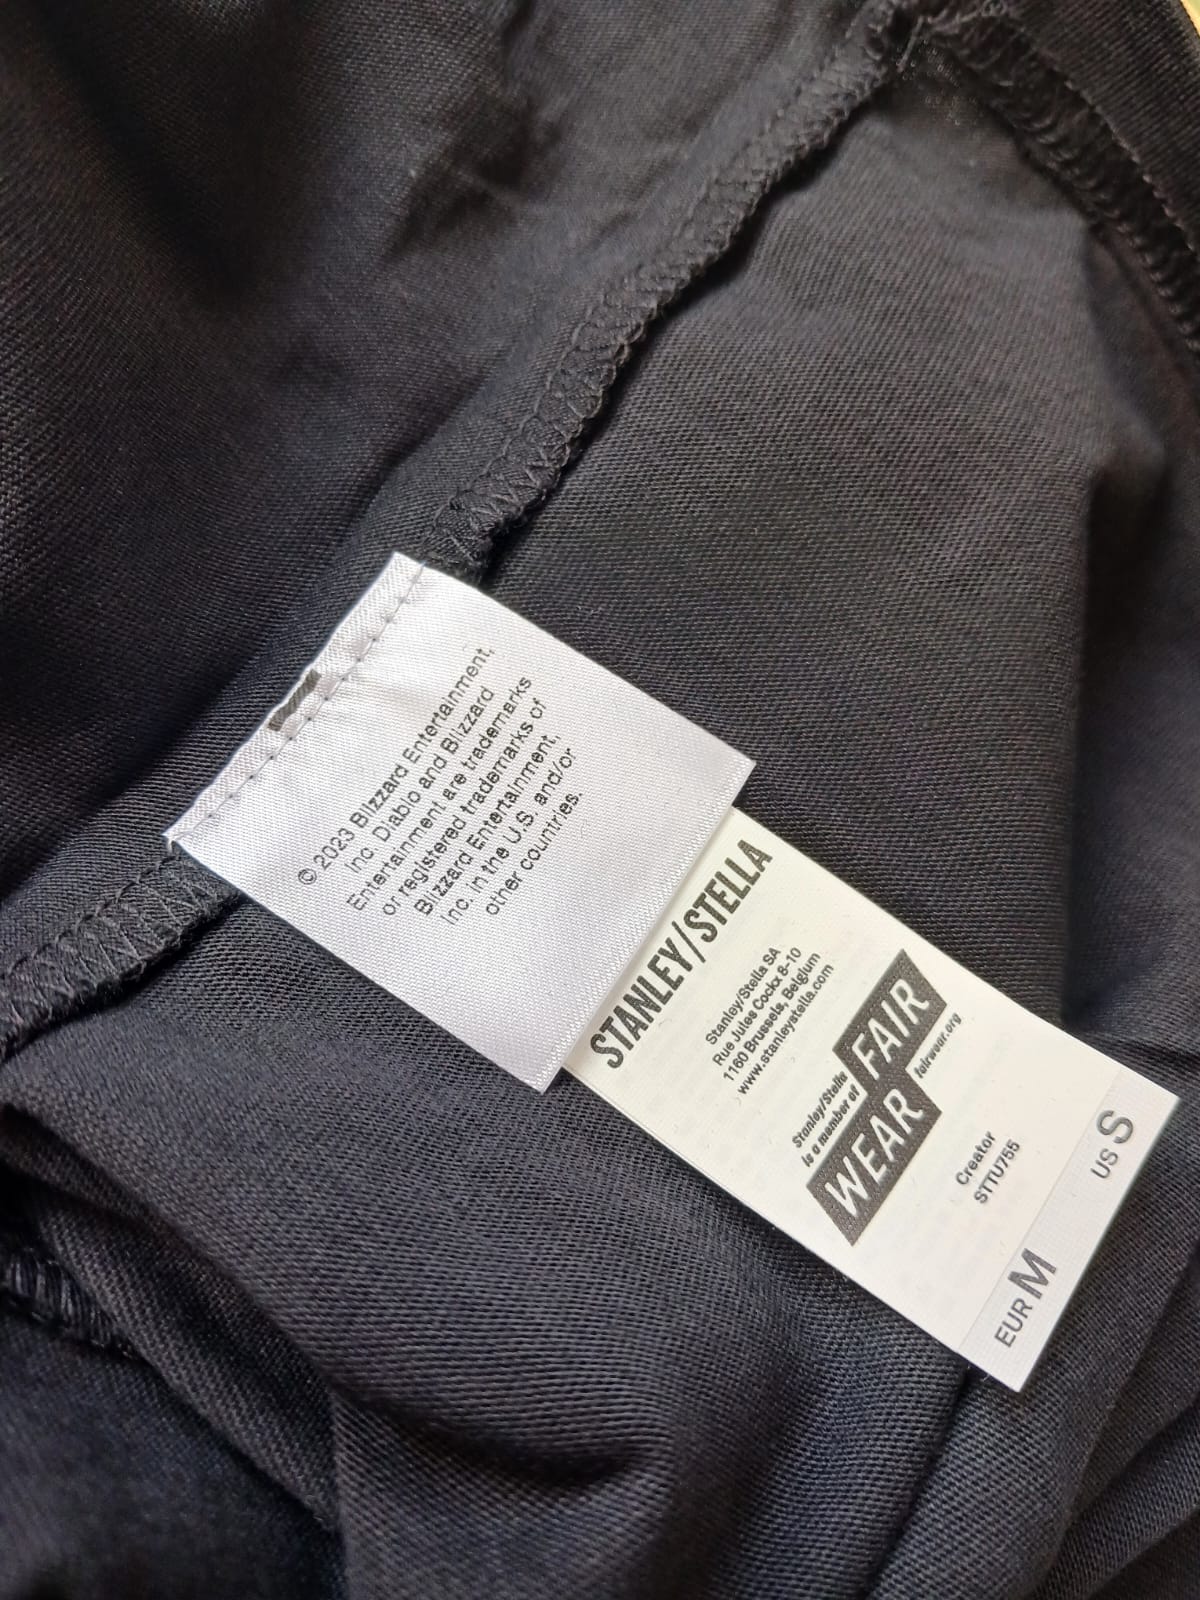 © 2023 Blizzard Entertainment,
Inc. Diablo and Blizzard
Entertainment are trademarks
or registered trademarks of
Blizzard Entertainment,
Inc. in the U.S. and/or
other countries.
STANLEY/STELLA
Stanley/Stella SA
Rue Jules Cockx 8-10
1160 Brussels, Belgium
www.stanleystella.com
Stanley/Stella
is a member of
FAIR
WEAR
fairwear.org
Creator
STTU755
EUR M
US S